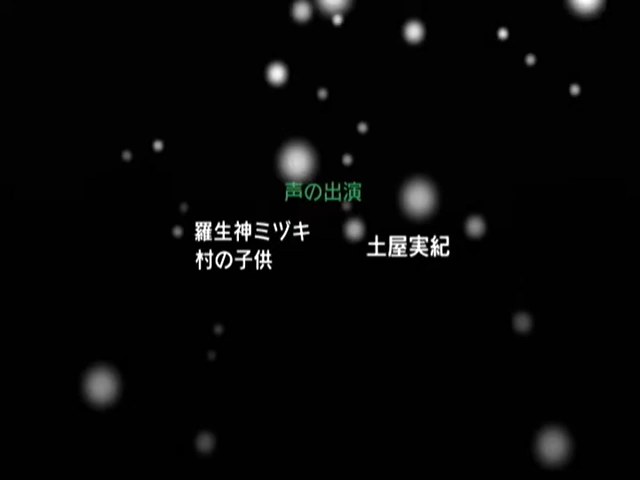 声の出演
羅生神ミヅキ
村の子供
土屋実紀